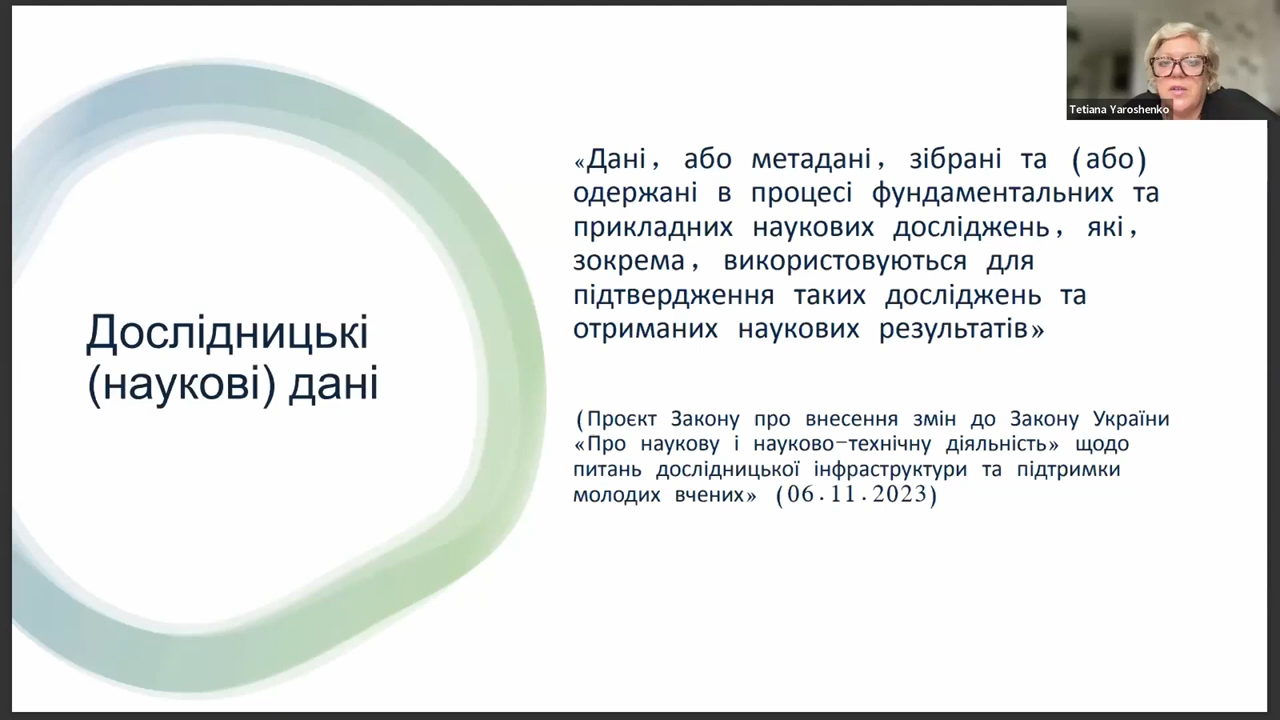 Tetiana Yaroshenko
Дослідницькі
(наукові) дані
«Дані, або метадані, зібрані та (або)
одержані в процесі фундаментальних та
прикладних наукових досліджень, які,
зокрема, використовуються для
підтвердження таких досліджень та
отриманих наукових результатів»
(Проєкт Закону про внесення змін до Закону України
«Про наукову і науково-технічну діяльність» щодо
питань дослідницької інфраструктури та підтримки
молодих вчених» (06.11.2023)